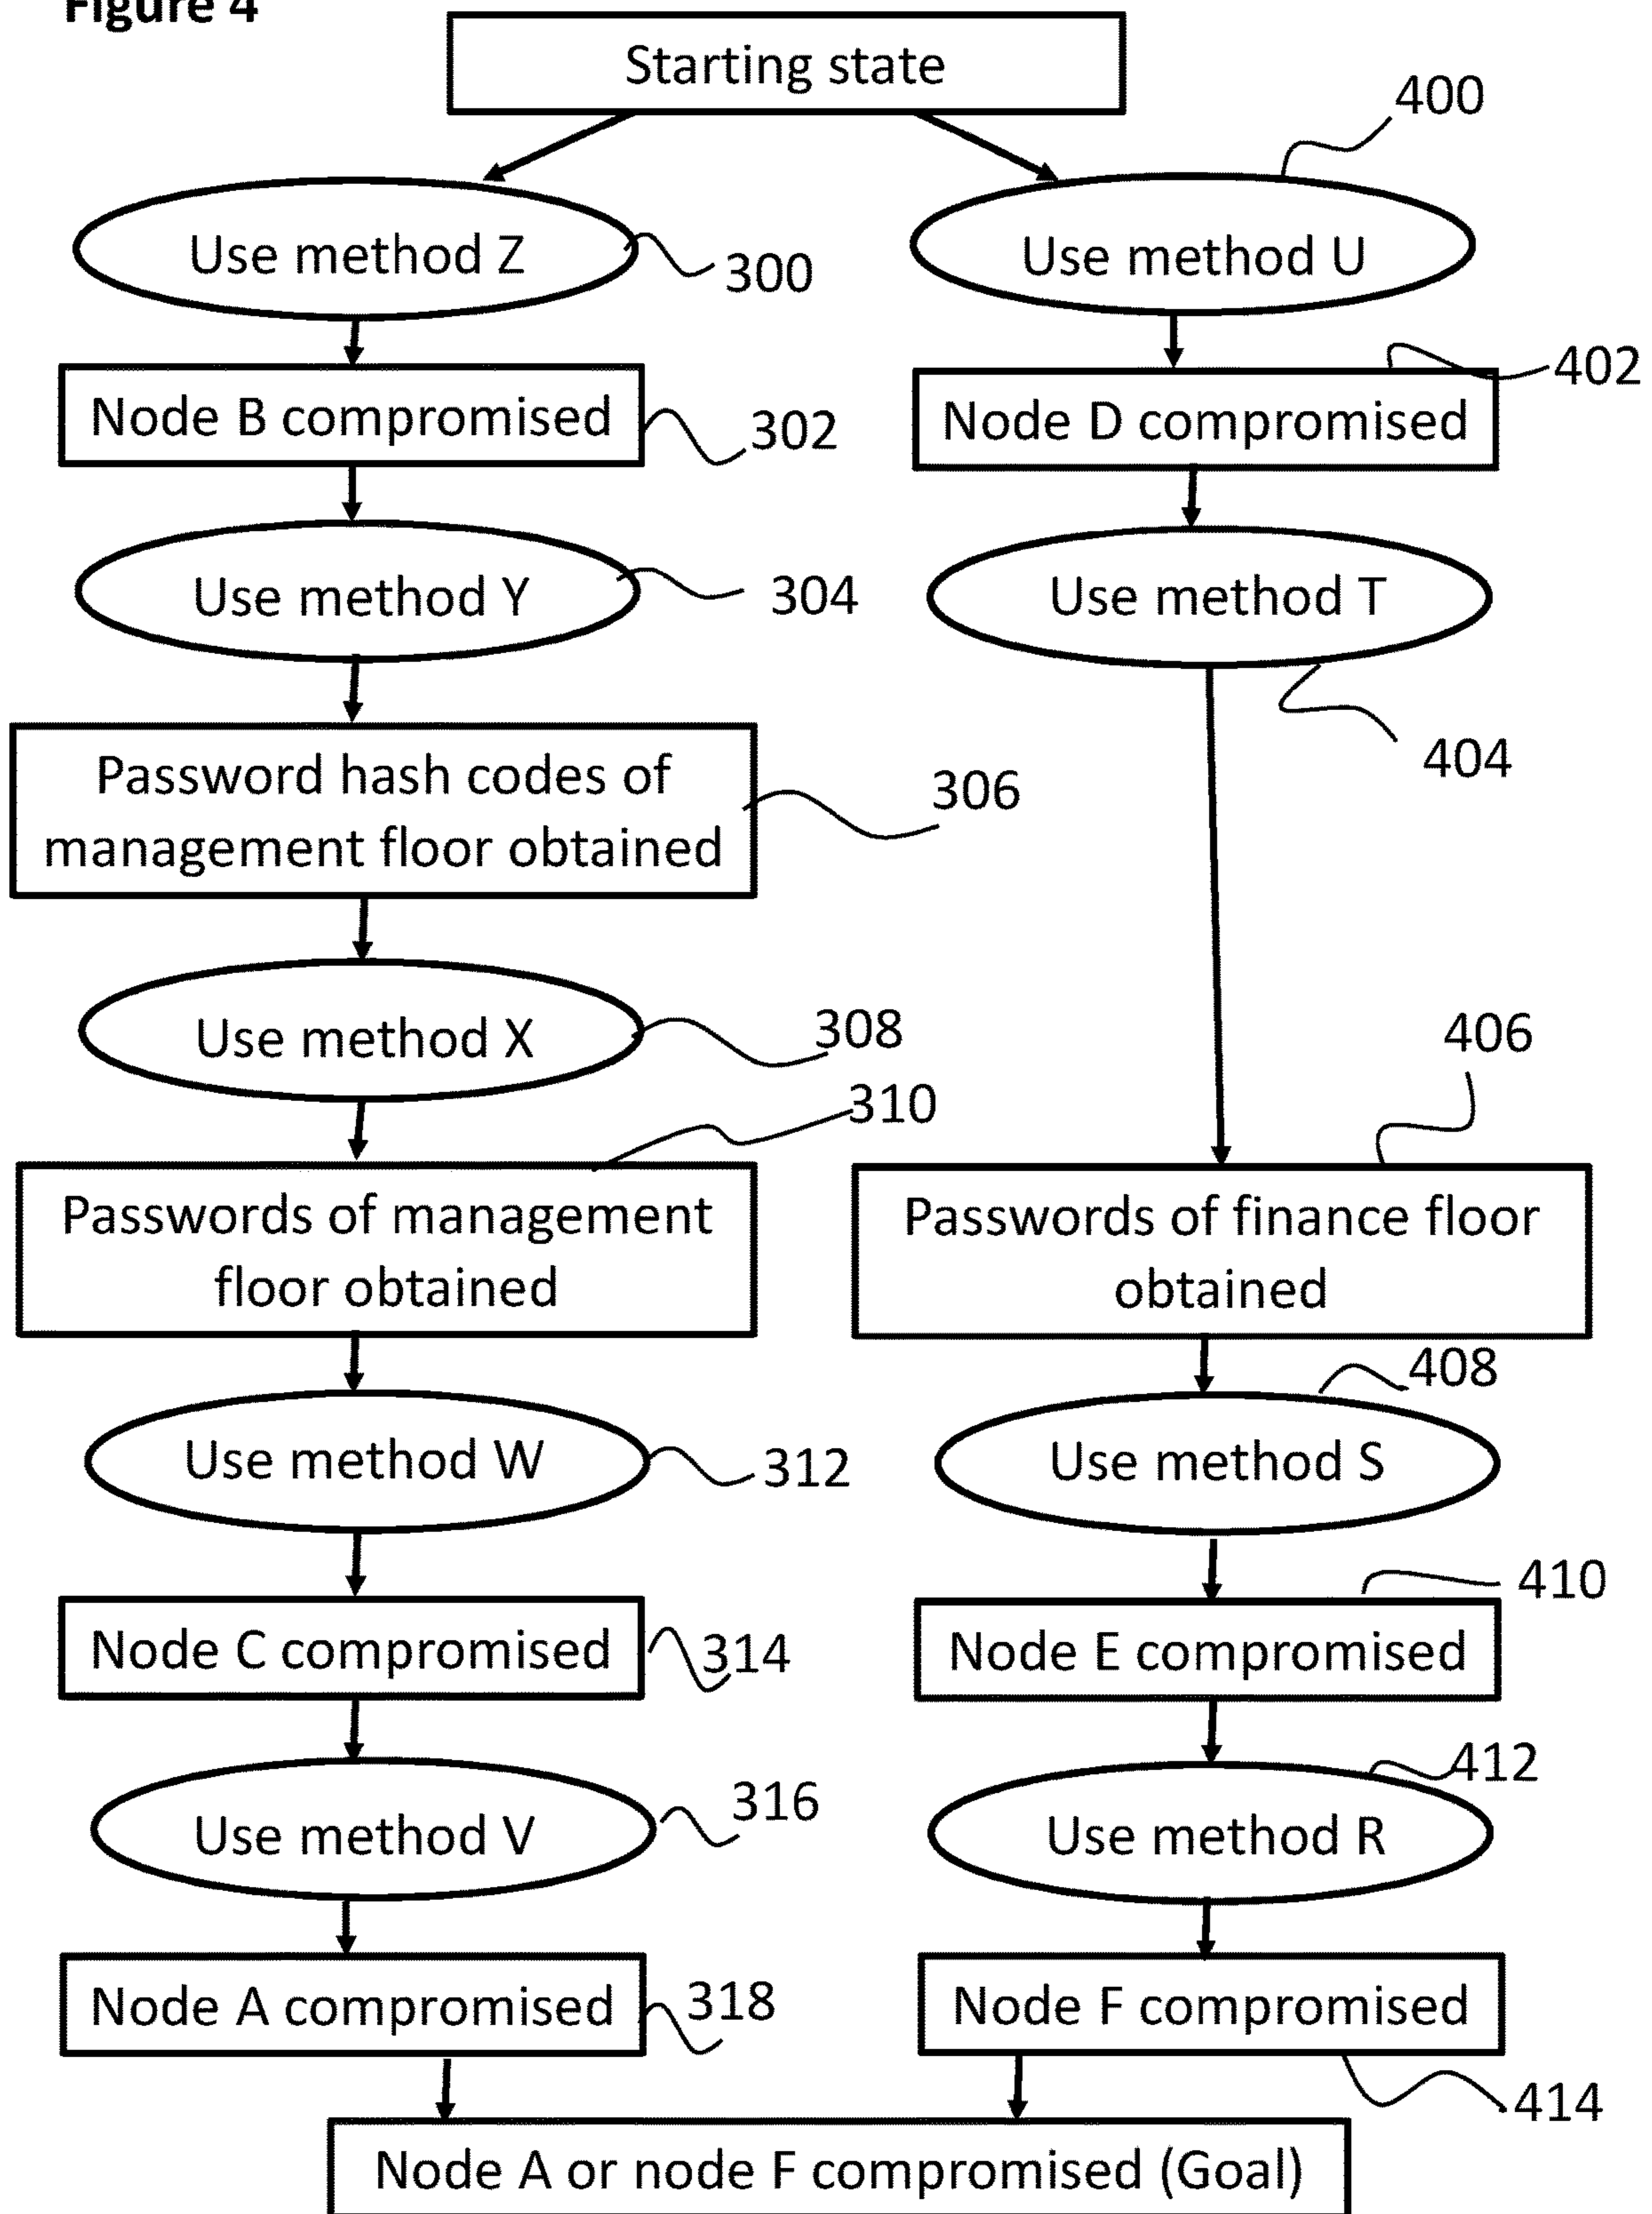 Figure 4
Starting state
400
Use method Z
300
Use method U
Node B compromised
302
Node D compromised
402
Use method Y
304
Use method T
404
Password hash codes of
management floor obtained
306
Use method X
308
310
406
Passwords of management
floor obtained
Passwords of finance floor
obtained
408
Use method W
312
Use method S
410
Node C compromised
314
Node E compromised
412
Use method V
316
Use method R
Node A compromised
318
Node F compromised
414
Node A or node F compromised (Goal)